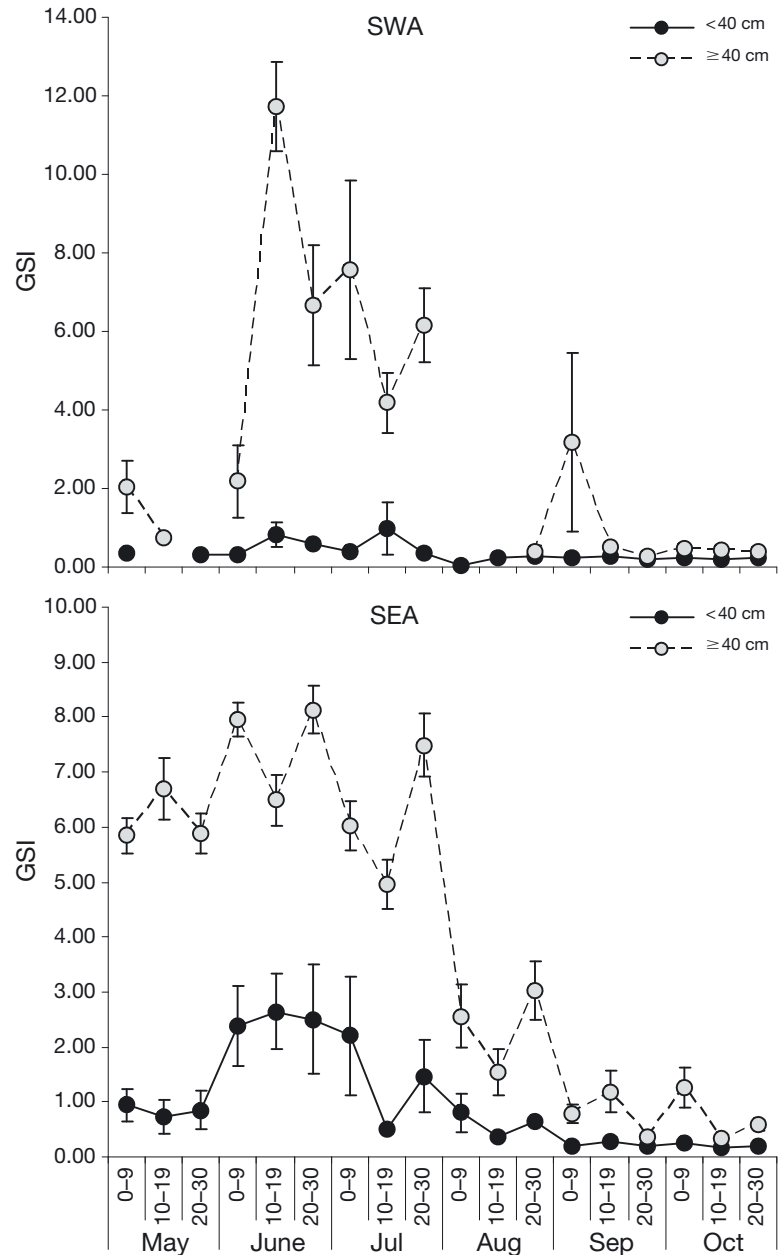 SWA
<40 cm
≥40 cm
14.00
12.00
10.00
8.00
6.00
4.00
2.00
0.00
GSI
SEA
<40 cm
≥40 cm
10.00
9.00
8.00
7.00
6.00
5.00
4.00
3.00
2.00
1.00
0.00
GSI
0–9 10–19 20–30 0–9 10–19 20–30 0–9 10–19 20–30 0–9 10–19 20–30 0–9 10–19 20–30 0–9 10–19 20–30
May June Jul Aug Sep Oct